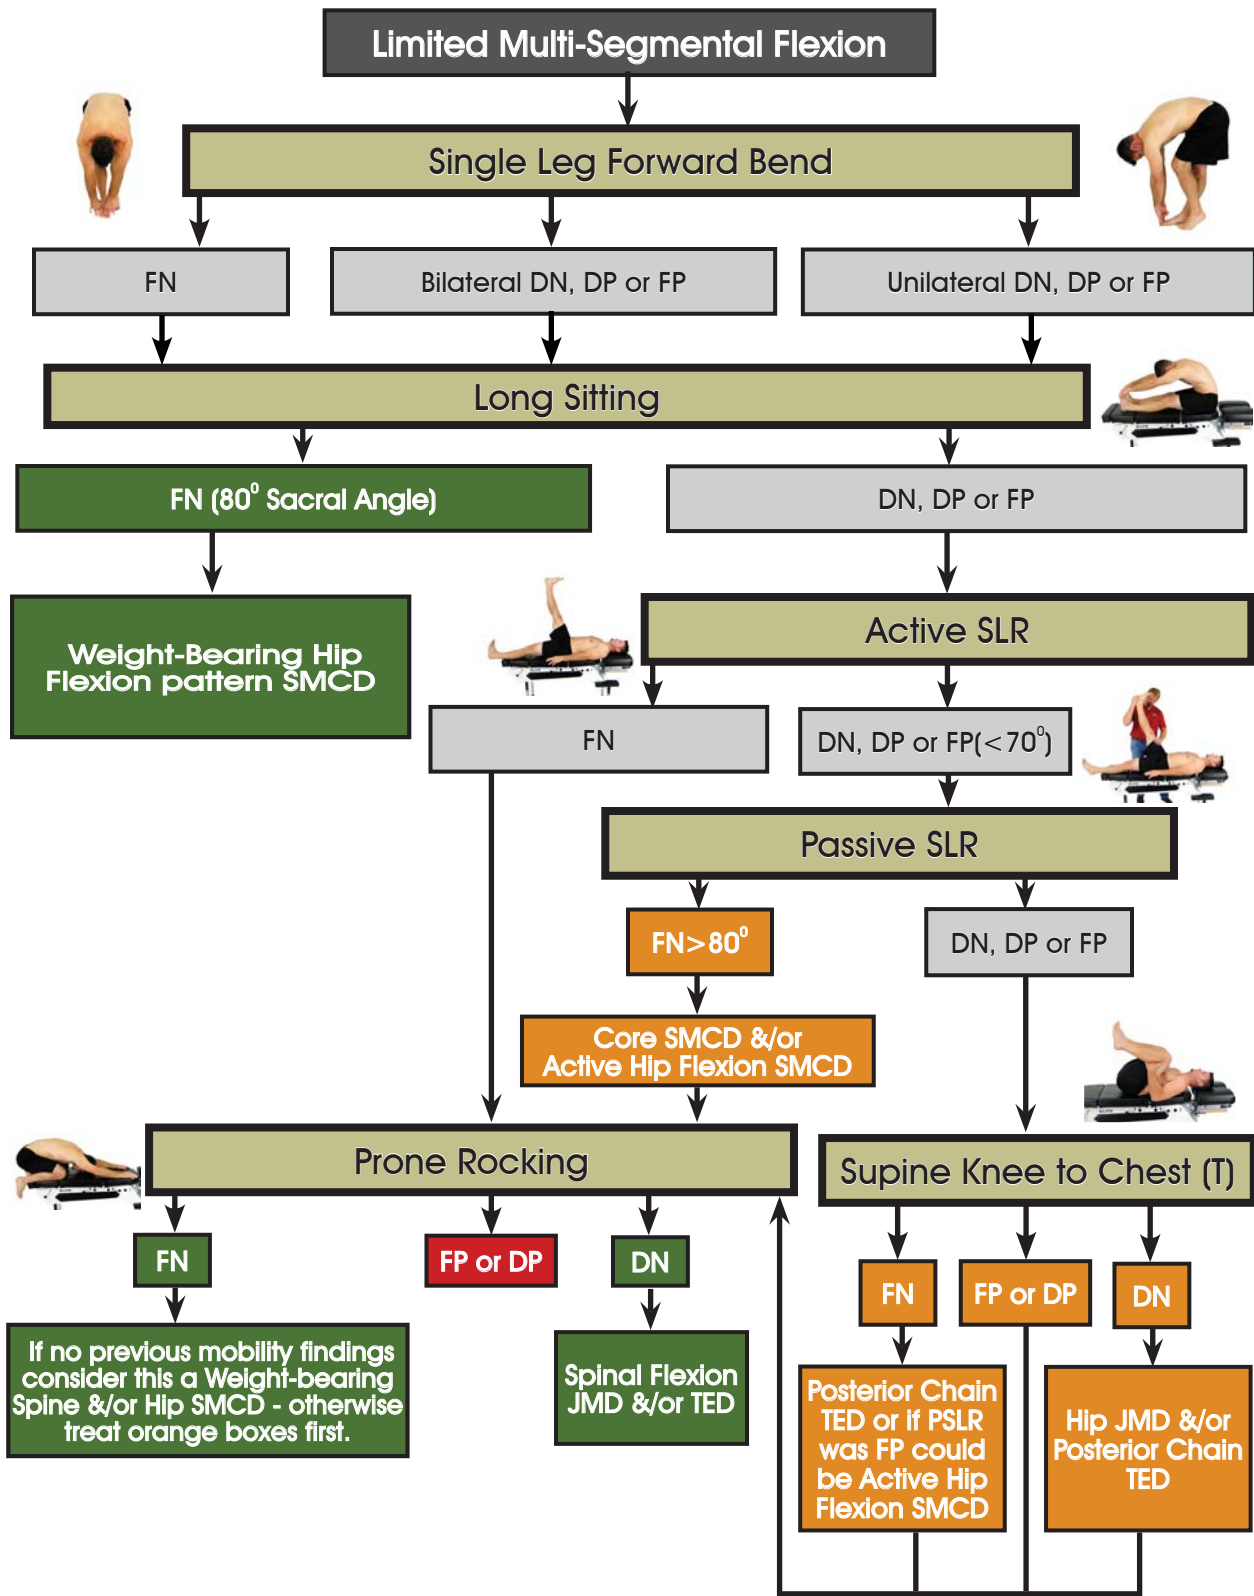 Limited Multi-Segmental Flexion
Single Leg Forward Bend
FN
Bilateral DN, DP or FP
Unilateral DN, DP or FP
Long Sitting
FN (80⁰ Sacral Angle)
DN, DP or FP
Weight-Bearing Hip
Flexion pattern SMCD
Active SLR
FN
DN, DP or FP(<70⁰)
Passive SLR
FN>80⁰
DN, DP or FP
Core SMCD &/or
Active Hip Flexion SMCD
Prone Rocking
Supine Knee to Chest (T)
FN
FP or DP
DN
FN
FP or DP
DN
If no previous mobility findings
consider this a Weight-bearing
Spine &/or Hip SMCD - otherwise
treat orange boxes first.
Spinal Flexion
JMD &/or TED
Posterior Chain
TED or if PSLR
was FP could
be Active Hip
Flexion SMCD
Hip JMD &/or
Posterior Chain
TED